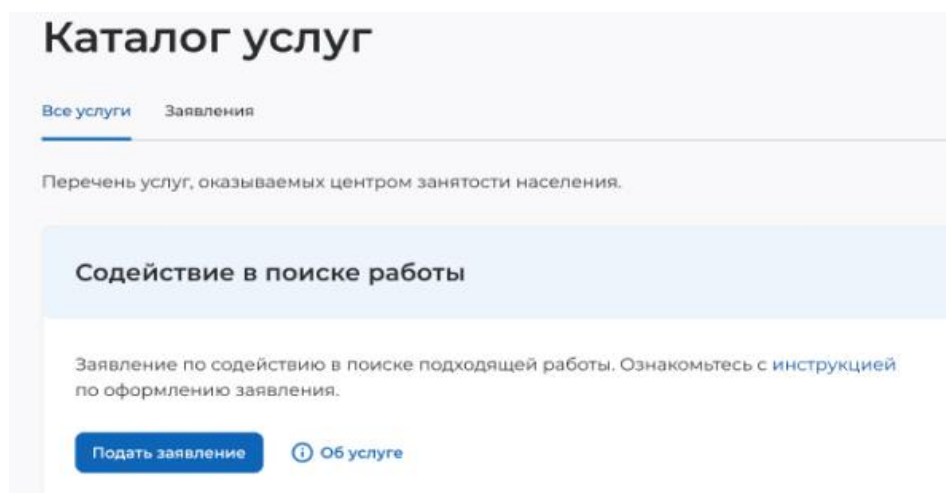 Каталог услуг
Все услуги Заявления
Перечень услуг, оказываемых центром занятости населения.
Содействие в поиске работы
Заявление по содействию в поиске подходящей работы. Ознакомьтесь с инструкцией
по оформлению заявления.
Подать заявление Об услуге